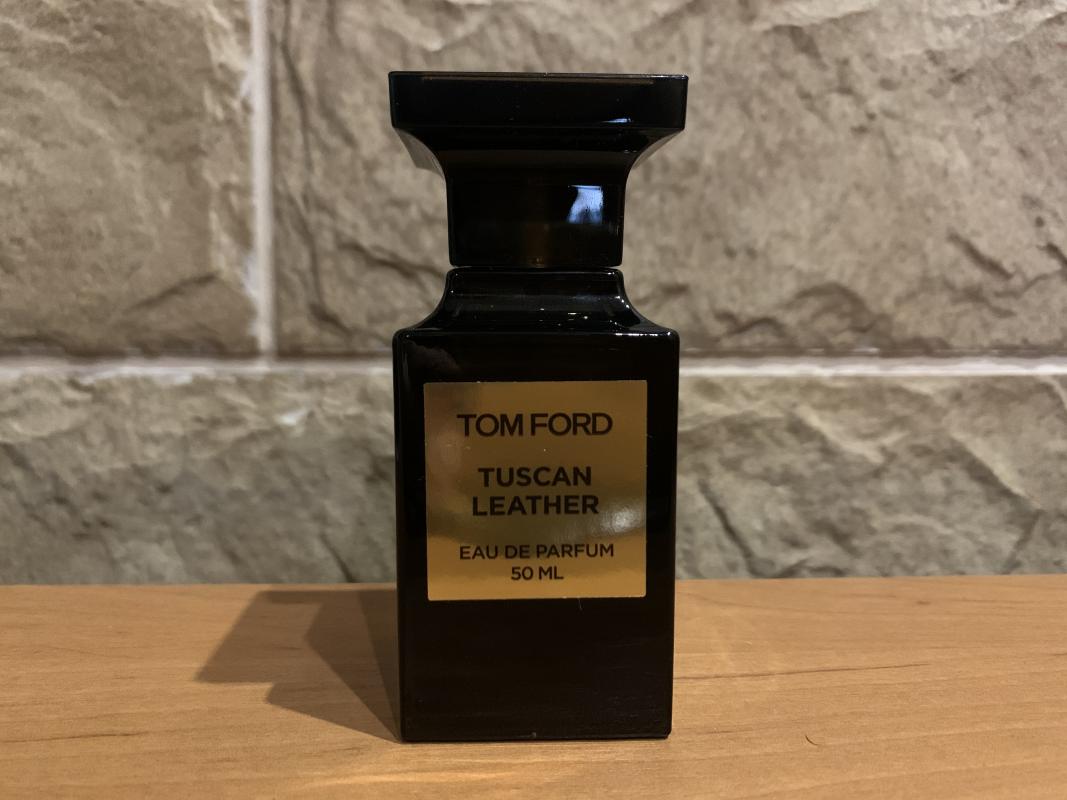 TOM FORD
TUSCAN
LEATHER
EAU DE PARFUM
50 ML